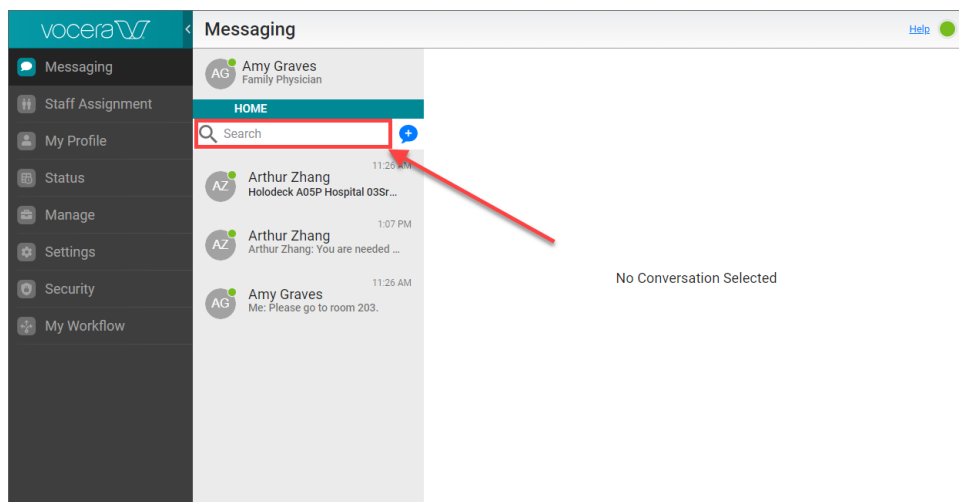 vocera
Messaging
Help
Messaging
Staff Assignment
My Profile
Status
Manage
Settings
Security
My Workflow
AG
Amy Graves
Family Physician
HOME
Search
11:26 AM
AZ
Arthur Zhang
Holodeck A05P Hospital 03Sr...
1:07 PM
AZ
Arthur Zhang
Arthur Zhang: You are needed ...
11:26 AM
AG
Amy Graves
Me: Please go to room 203.
No Conversation Selected